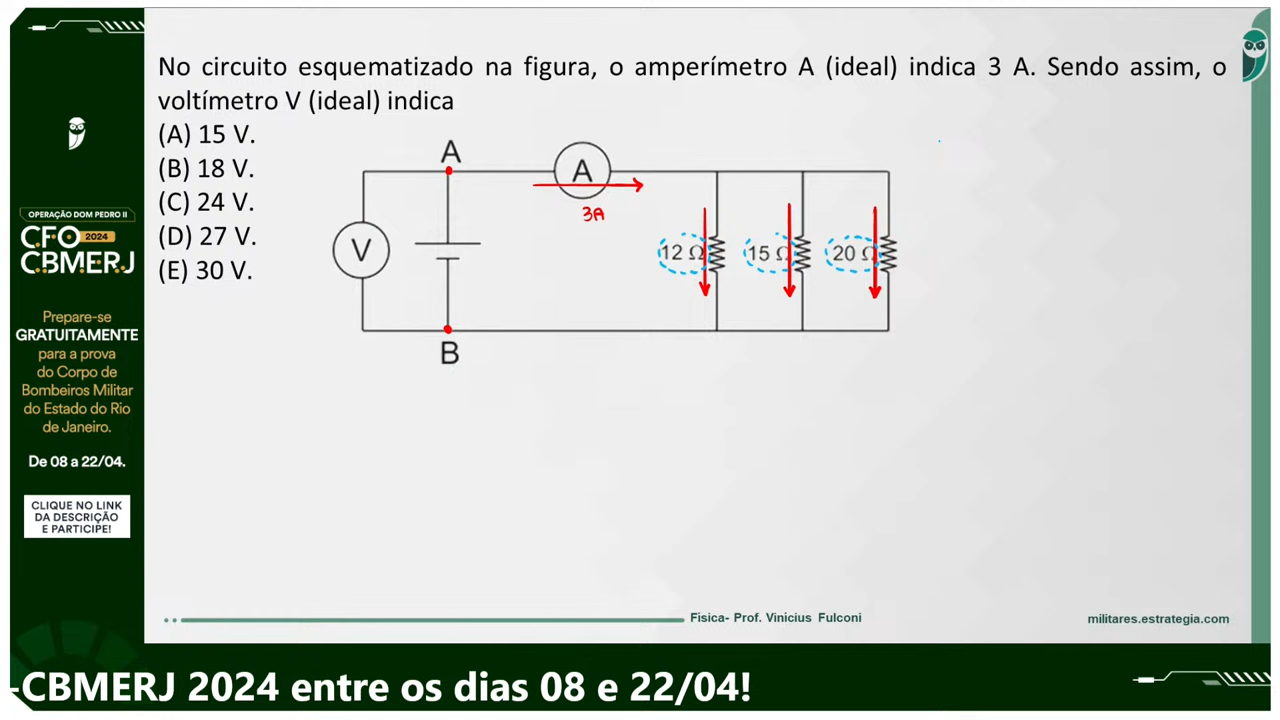 No circuito esquematizado na figura, o amperímetro A (ideal) indica 3 A. Sendo assim, o
voltímetro V (ideal) indica
(A) 15 V.
(B) 18 V.
(C) 24 V.
(D) 27 V.
(E) 30 V.
A
A
3A
V
12 Ω
15 Ω
20 Ω
B
OPERAÇÃO DOM PEDRO II
CFO 2024
CBMERJ
Prepare-se
GRATUITAMENTE
para a prova
do Corpo de
Bombeiros Militar
do Estado do Rio
de Janeiro.
De 08 a 22/04.
CLIQUE NO LINK
DA DESCRIÇÃO
E PARTICIPE!
Física- Prof. Vinícius Fulconi
militares.estrategia.com
-CBMERJ 2024 entre os dias 08 e 22/04!